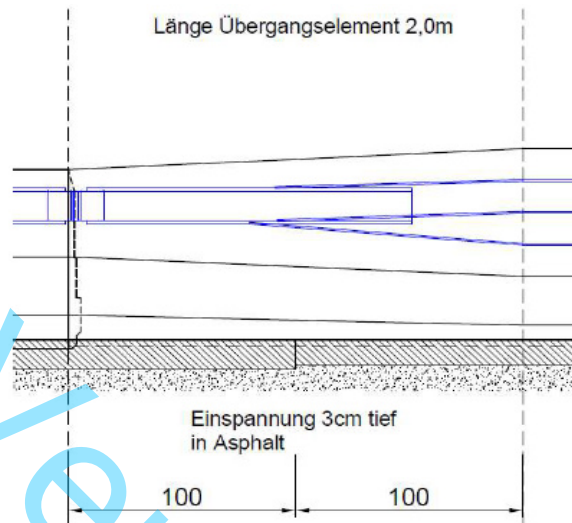 Länge Übergangselement 2,0m
Einspannung 3cm tief
in Asphalt
100 100